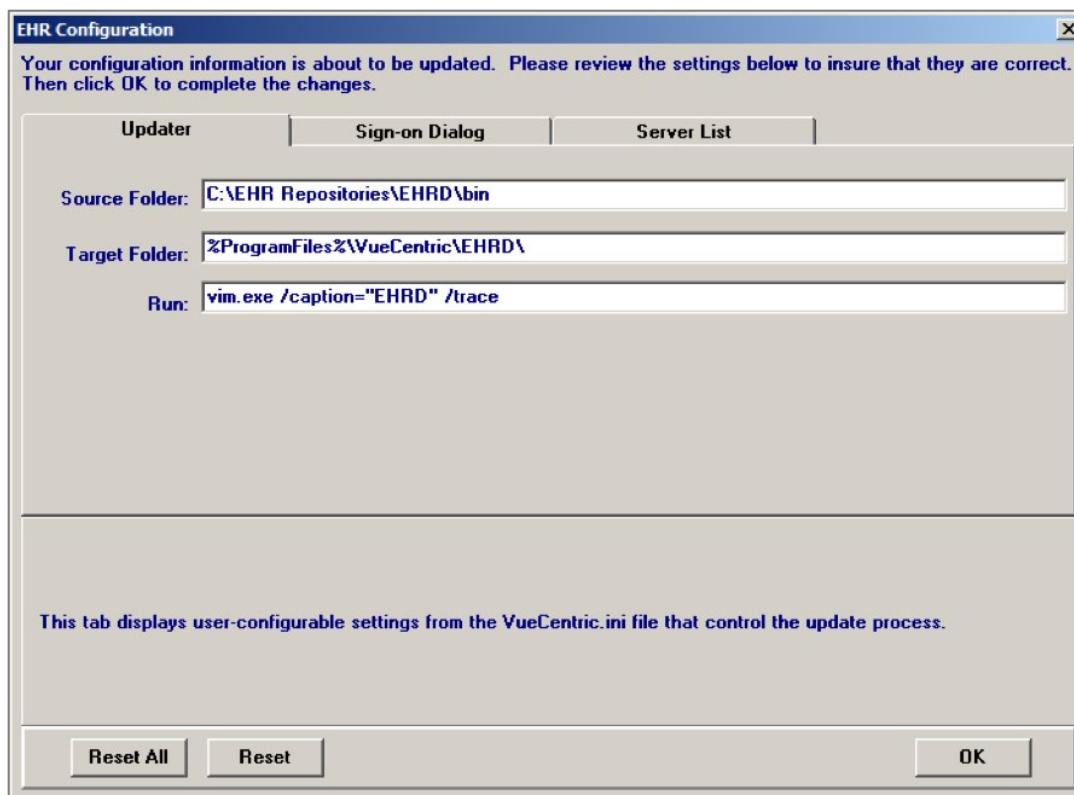 EHR Configuration
Your configuration information is about to be updated. Please review the settings below to insure that they are correct.
Then click OK to complete the changes.
Updater Sign-on Dialog Server List
Source Folder: C:\EHR Repositories\EHRD\bin
Target Folder: %ProgramFiles%\VueCentric\EHRD\
Run: vim.exe /caption="EHRD" /trace
This tab displays user-configurable settings from the VueCentric.ini file that control the update process.
Reset All Reset OK